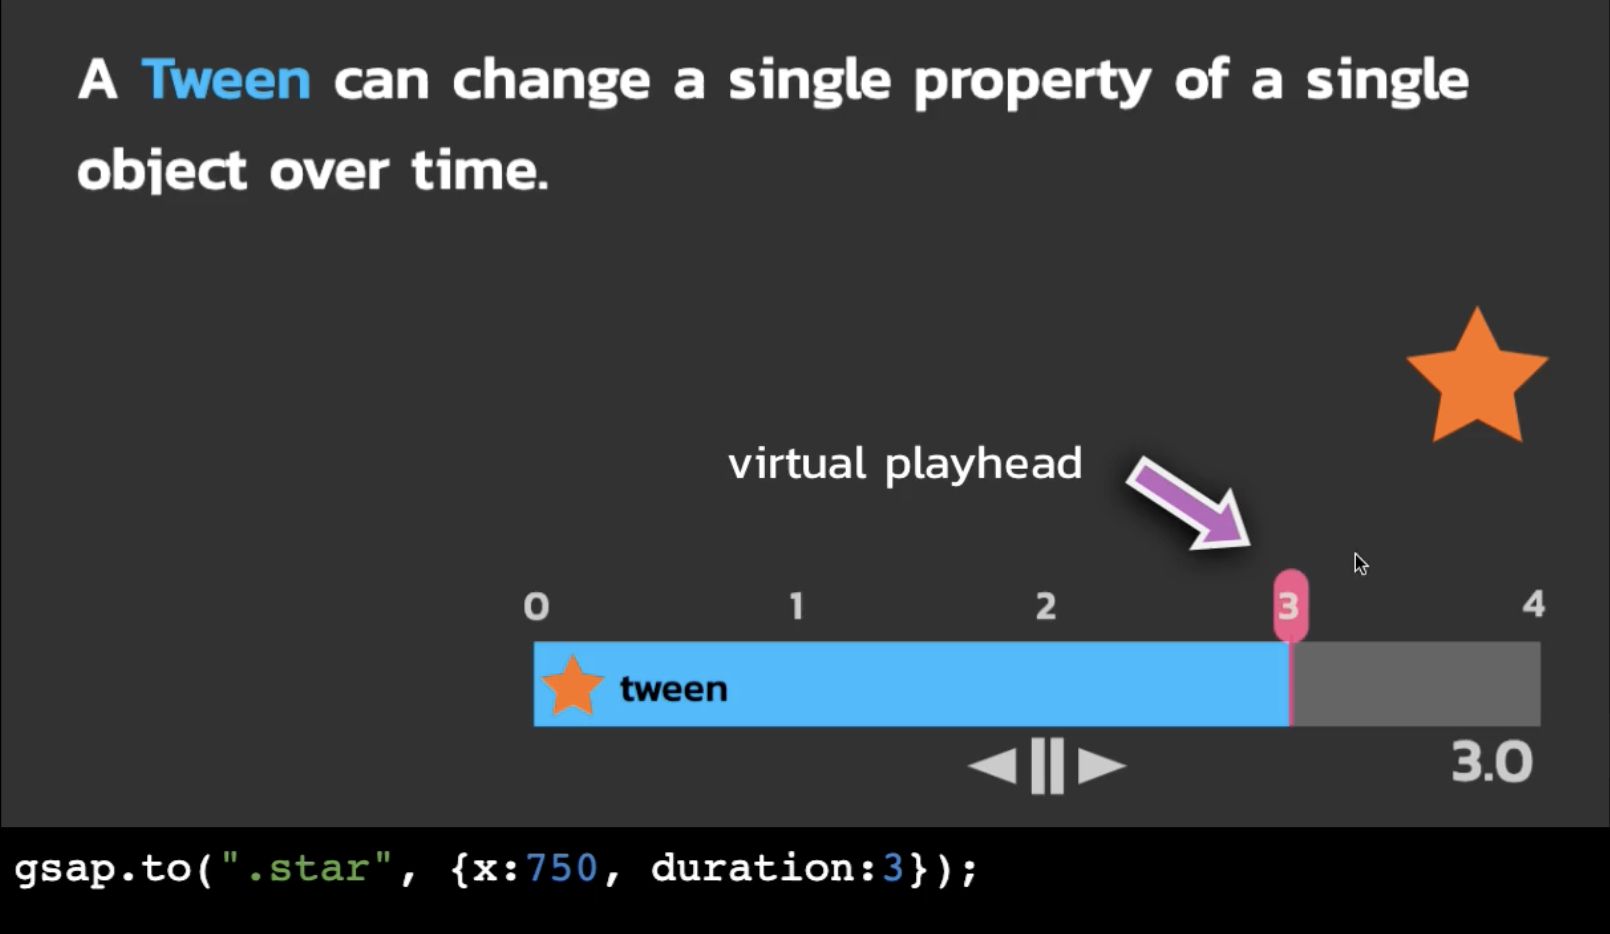 A Tween can change a single property of a single
object over time.
virtual playhead
0 1 2 3 4
tween
3.0
gsap.to(".star", {x:750, duration:3});